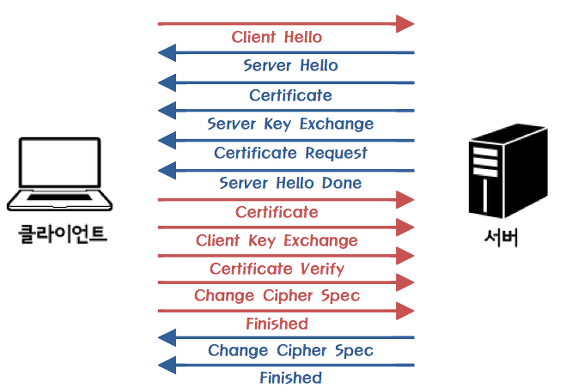 Client Hello
Server Hello
Certificate
Server Key Exchange
Certificate Request
Server Hello Done
Certificate
Client Key Exchange
Certificate Verify
Change Cipher Spec
Finished
Change Cipher Spec
Finished
클라이언트
서버